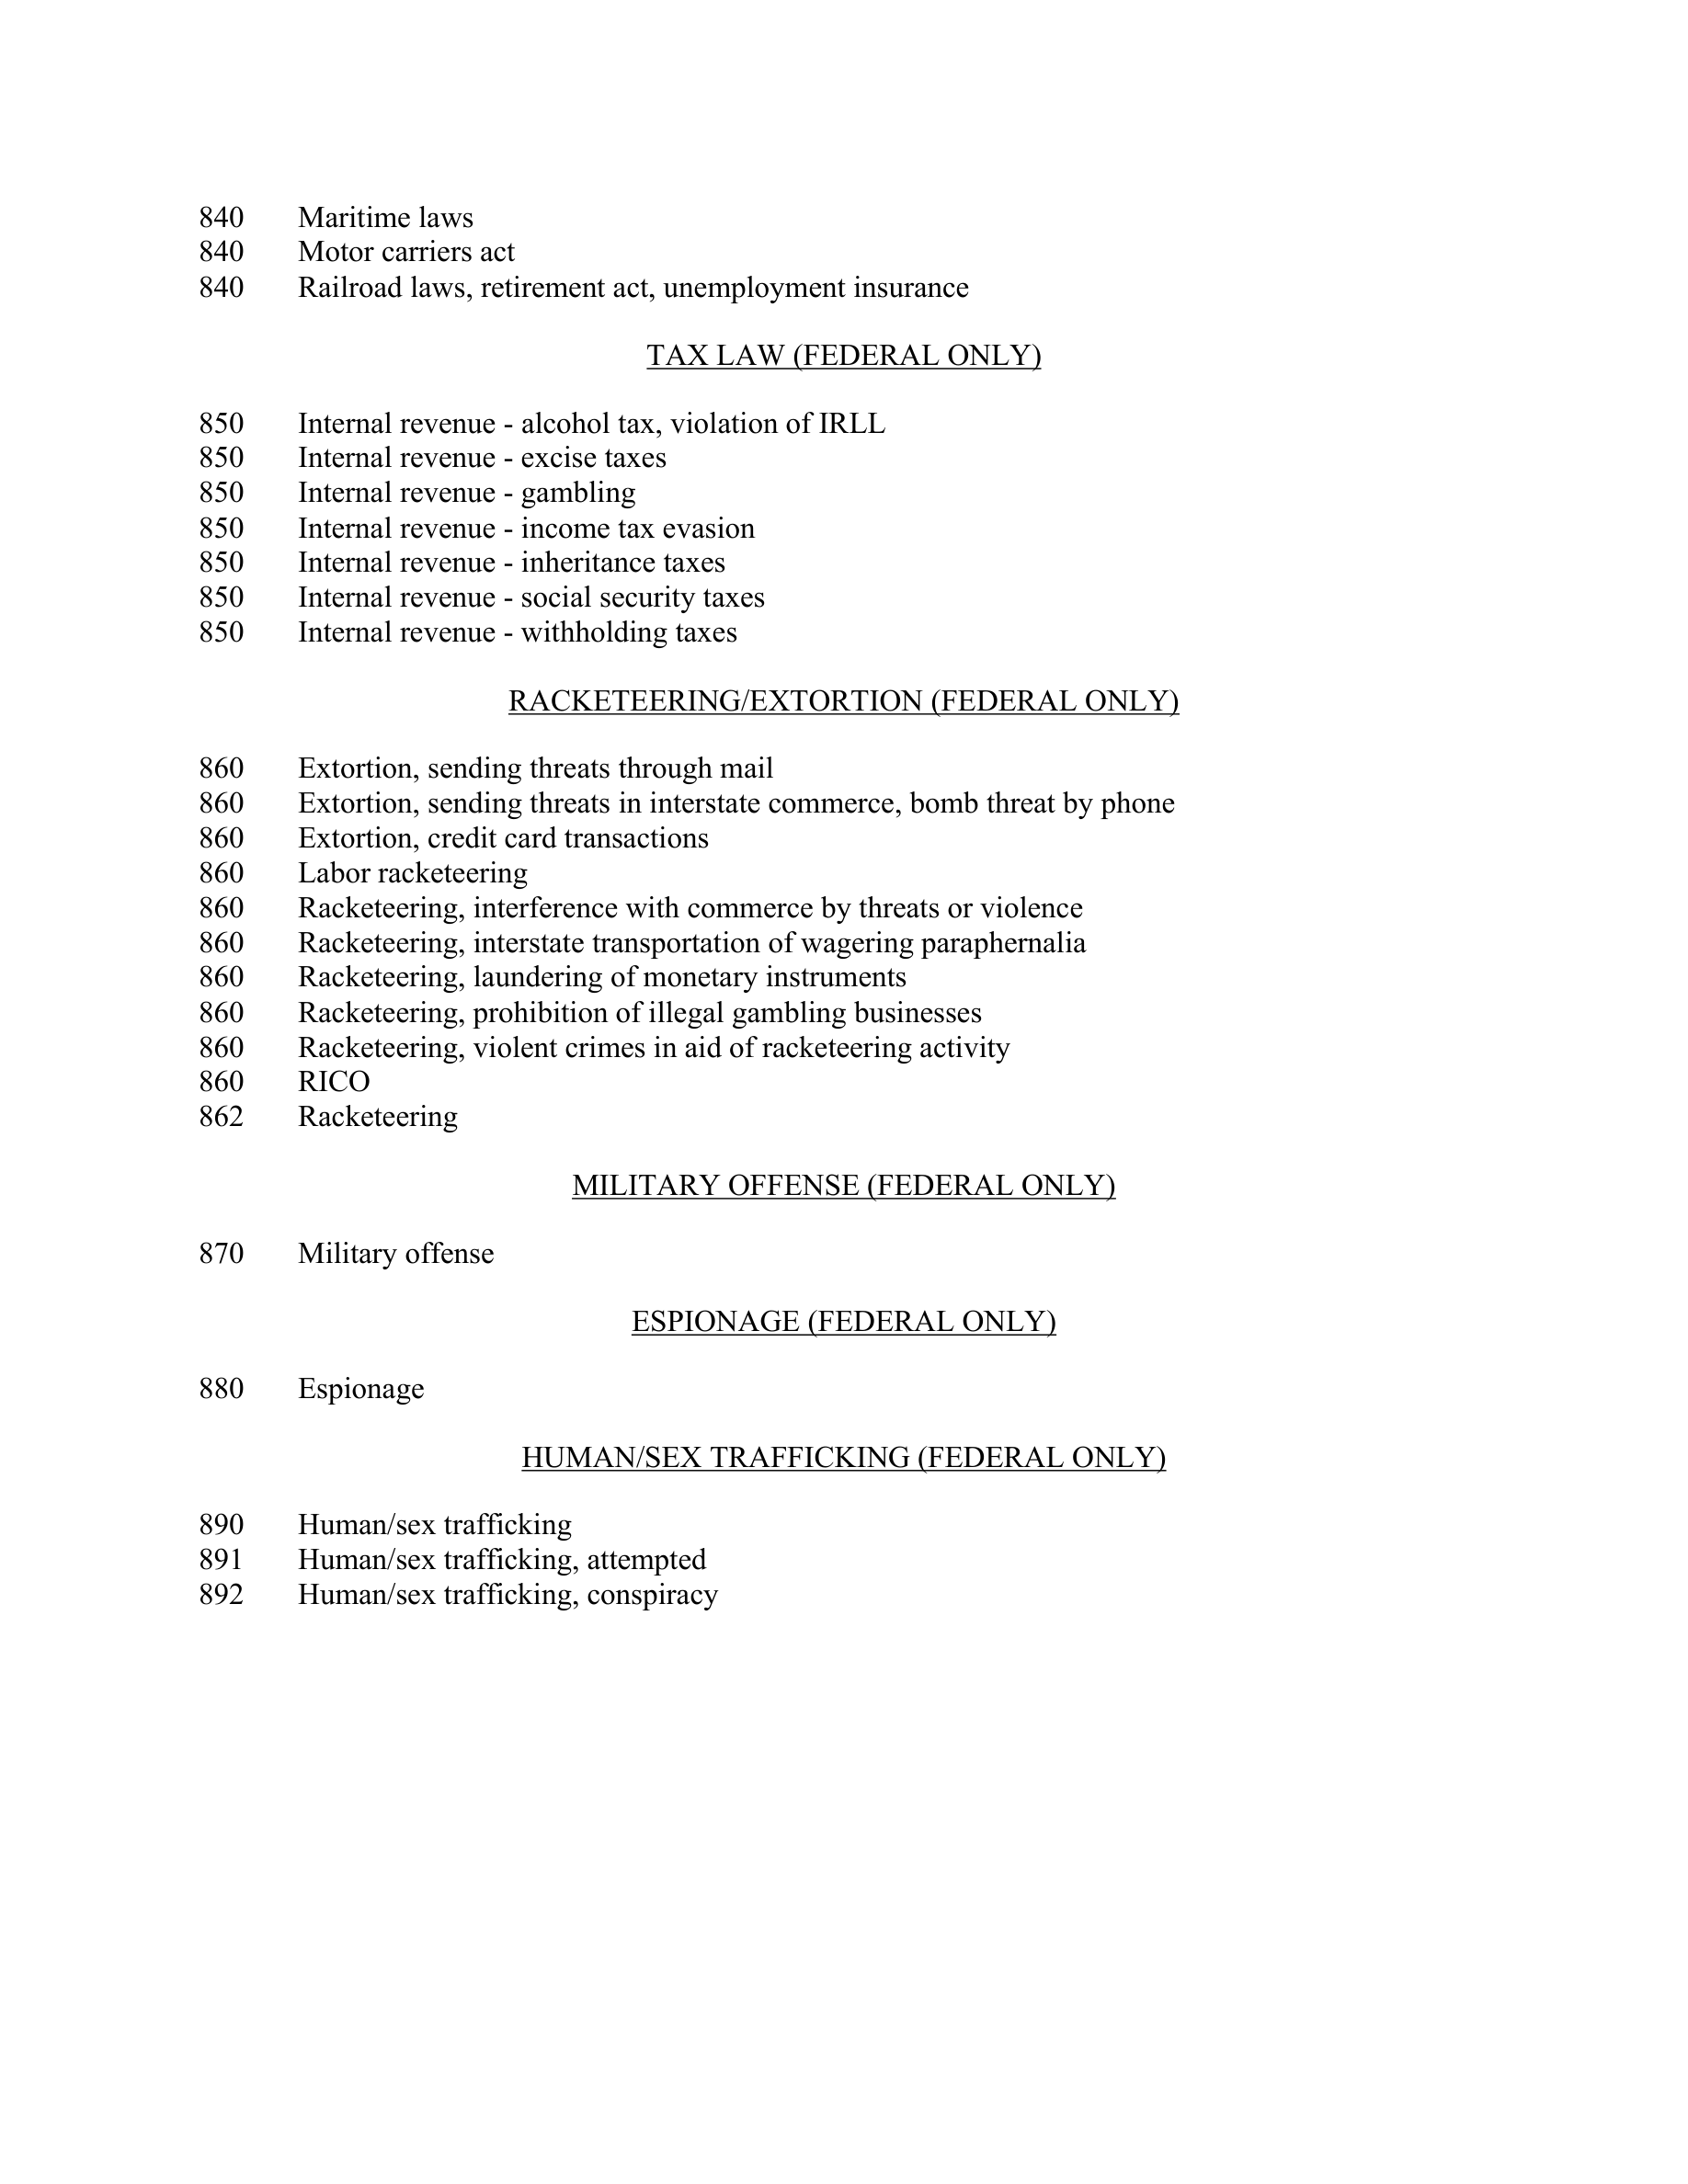 840 Maritime laws
840 Motor carriers act
840 Railroad laws, retirement act, unemployment insurance
TAX LAW (FEDERAL ONLY)
850 Internal revenue - alcohol tax, violation of IRLL
850 Internal revenue - excise taxes
850 Internal revenue - gambling
850 Internal revenue - income tax evasion
850 Internal revenue - inheritance taxes
850 Internal revenue - social security taxes
850 Internal revenue - withholding taxes
RACKETEERING/EXTORTION (FEDERAL ONLY)
860 Extortion, sending threats through mail
860 Extortion, sending threats in interstate commerce, bomb threat by phone
860 Extortion, credit card transactions
860 Labor racketeering
860 Racketeering, interference with commerce by threats or violence
860 Racketeering, interstate transportation of wagering paraphernalia
860 Racketeering, laundering of monetary instruments
860 Racketeering, prohibition of illegal gambling businesses
860 Racketeering, violent crimes in aid of racketeering activity
860 RICO
862 Racketeering
MILITARY OFFENSE (FEDERAL ONLY)
870 Military offense
ESPIONAGE (FEDERAL ONLY)
880 Espionage
HUMAN/SEX TRAFFICKING (FEDERAL ONLY)
890 Human/sex trafficking
891 Human/sex trafficking, attempted
892 Human/sex trafficking, conspiracy